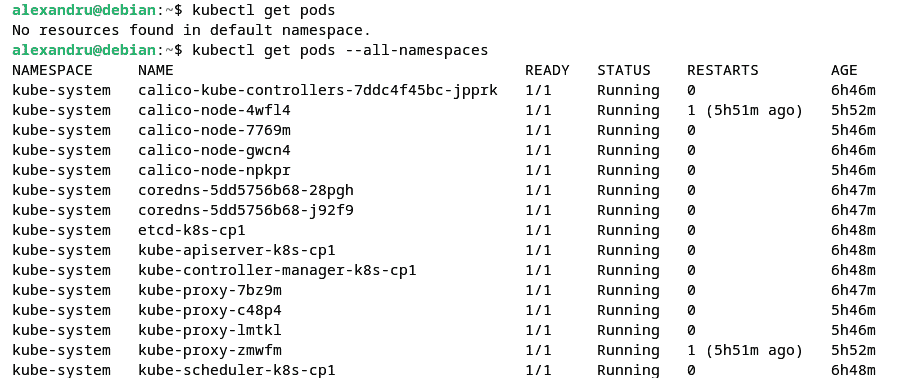 alexandru@debian:~$ kubectl get pods
No resources found in default namespace.
alexandru@debian:~$ kubectl get pods --all-namespaces
NAMESPACE     NAME                                       READY   STATUS    RESTARTS        AGE
kube-system   calico-kube-controllers-7ddc4f45bc-jpprk   1/1     Running   0               6h46m
kube-system   calico-node-4wfl4                          1/1     Running   1 (5h51m ago)   5h52m
kube-system   calico-node-7769m                          1/1     Running   0               5h46m
kube-system   calico-node-gwcn4                          1/1     Running   0               6h46m
kube-system   calico-node-npkpr                          1/1     Running   0               5h46m
kube-system   coredns-5dd5756b68-28pgh                   1/1     Running   0               6h47m
kube-system   coredns-5dd5756b68-j92f9                   1/1     Running   0               6h47m
kube-system   etcd-k8s-cp1                               1/1     Running   0               6h48m
kube-system   kube-apiserver-k8s-cp1                     1/1     Running   0               6h48m
kube-system   kube-controller-manager-k8s-cp1            1/1     Running   0               6h48m
kube-system   kube-proxy-7bz9m                           1/1     Running   0               6h47m
kube-system   kube-proxy-c48p4                           1/1     Running   0               5h46m
kube-system   kube-proxy-lmtkl                           1/1     Running   0               5h46m
kube-system   kube-proxy-zmwfm                           1/1     Running   1 (5h51m ago)   5h52m
kube-system   kube-scheduler-k8s-cp1                     1/1     Running   0               6h48m